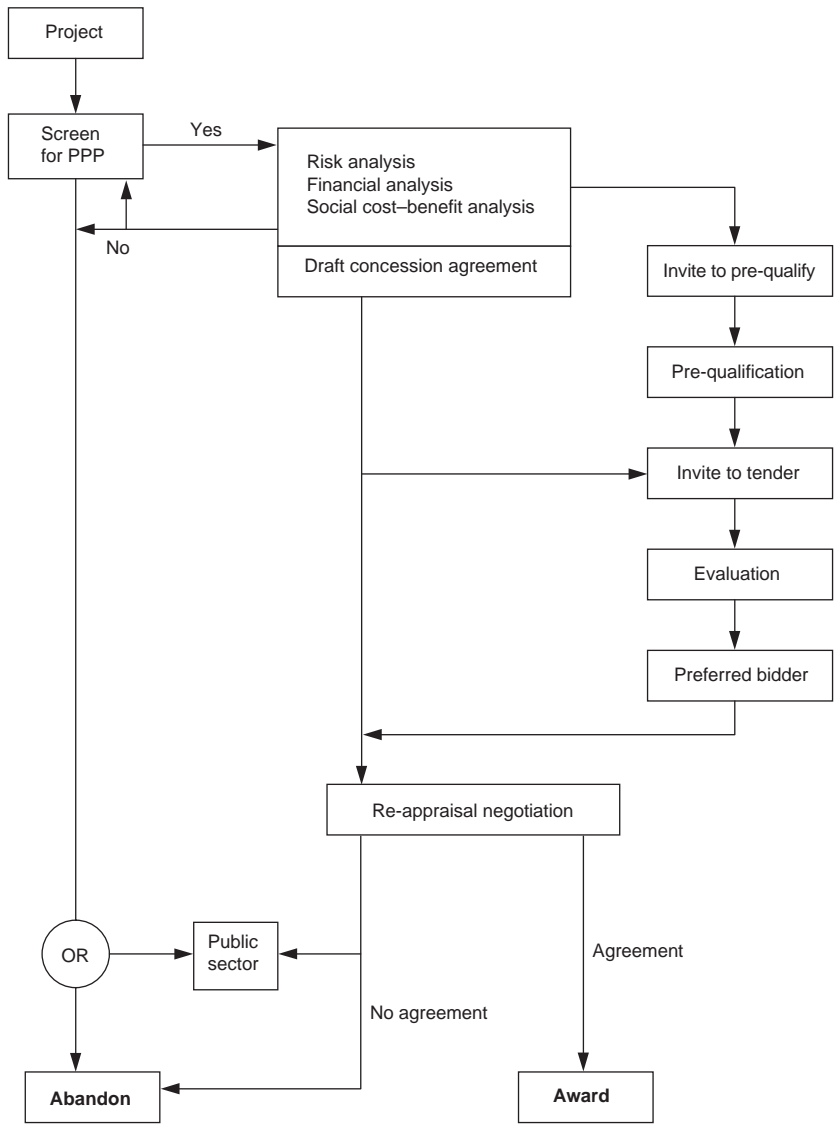 Project
Screen
for PPP
Yes
Risk analysis
Financial analysis
Social cost–benefit analysis
No
Draft concession agreement
Invite to pre-qualify
Pre-qualification
Invite to tender
Evaluation
Preferred bidder
Re-appraisal negotiation
OR
Public
sector
Agreement
No agreement
Abandon
Award